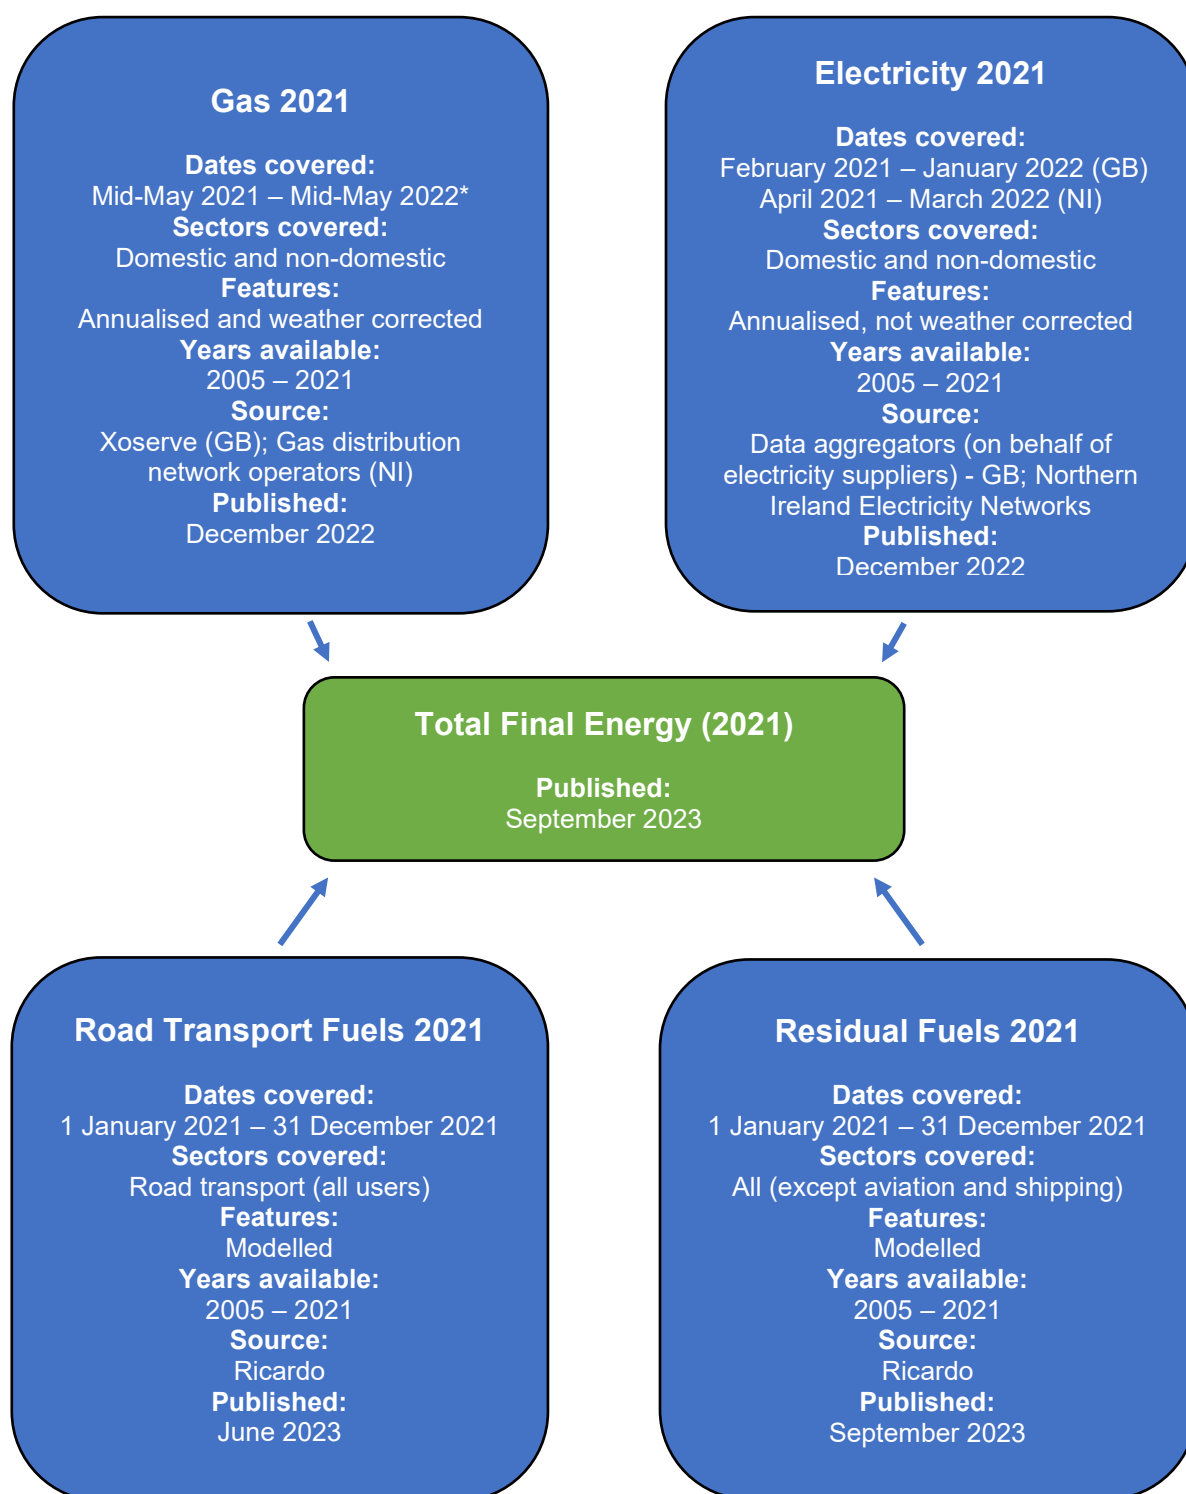 Gas 2021
Dates covered:
Mid-May 2021 – Mid-May 2022*
Sectors covered:
Domestic and non-domestic
Features:
Annualised and weather corrected
Years available:
2005 – 2021
Source:
Xoserve (GB); Gas distribution
network operators (NI)
Published:
December 2022
Electricity 2021
Dates covered:
February 2021 – January 2022 (GB)
April 2021 – March 2022 (NI)
Sectors covered:
Domestic and non-domestic
Features:
Annualised, not weather corrected
Years available:
2005 – 2021
Source:
Data aggregators (on behalf of
electricity suppliers) - GB; Northern
Ireland Electricity Networks
Published:
December 2022
Total Final Energy (2021)
Published:
September 2023
Road Transport Fuels 2021
Dates covered:
1 January 2021 – 31 December 2021
Sectors covered:
Road transport (all users)
Features:
Modelled
Years available:
2005 – 2021
Source:
Ricardo
Published:
June 2023
Residual Fuels 2021
Dates covered:
1 January 2021 – 31 December 2021
Sectors covered:
All (except aviation and shipping)
Features:
Modelled
Years available:
2005 – 2021
Source:
Ricardo
Published:
September 2023